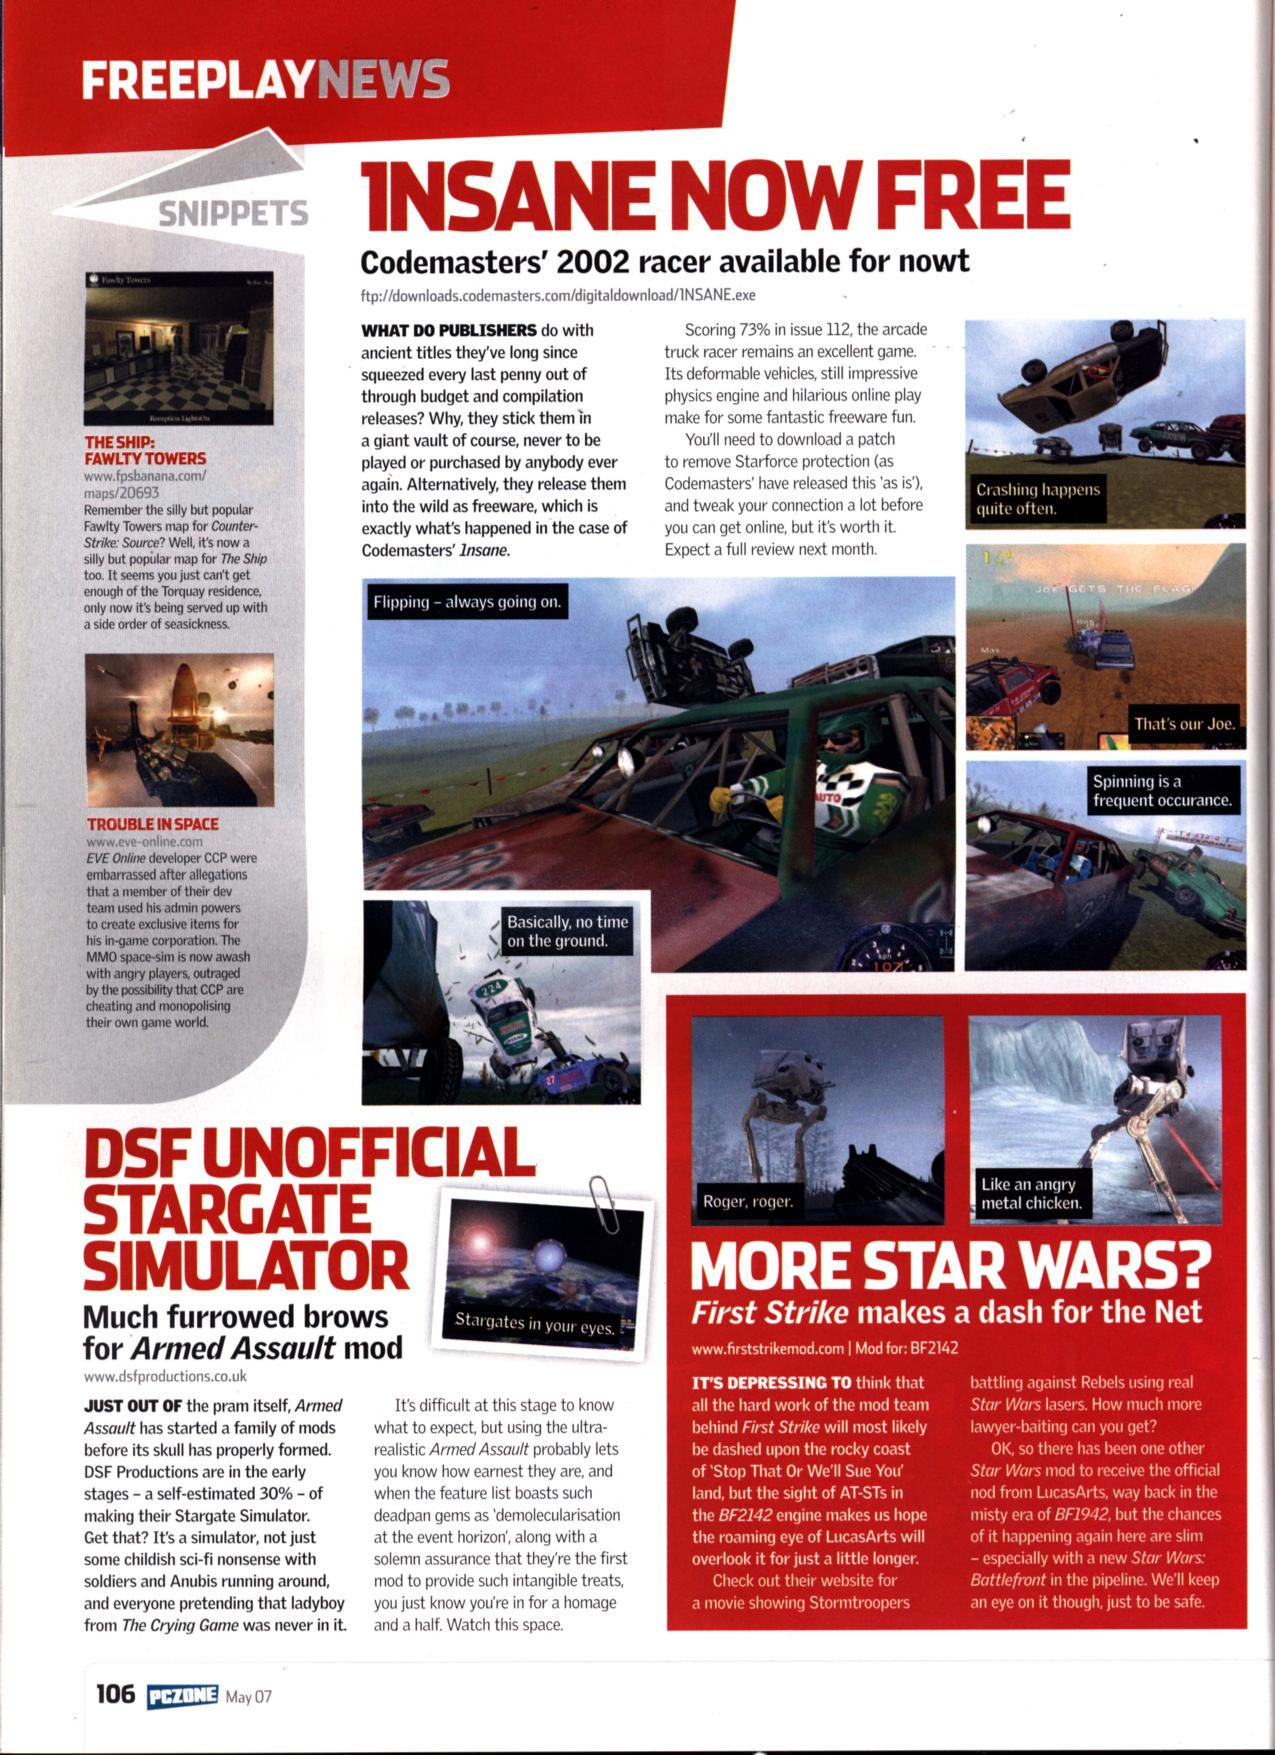 FREEPLAYNEWS
SNIPPETS
Fawlty Towers
Reception LightsOn
THE SHIP:
FAWLTY TOWERS
www.fpsbanana.com/
maps/20693
Remember the silly but popular
Fawlty Towers map for Counter-
Strike: Source? Well, it's now a
silly but popular map for The Ship
too. It seems you just can't get
enough of the Torquay residence,
only now it's being served up with
a side order of seasickness.
TROUBLE IN SPACE
www.eve-online.com
EVE Online developer CCP were
embarrassed after allegations
that a member of their dev
team used his admin powers
to create exclusive items for
his in-game corporation. The
MMO space-sim is now awash
with angry players, outraged
by the possibility that CCP are
cheating and monopolising
their own game world.
1NSANE NOW FREE
Codemasters' 2002 racer available for nowt
ftp://downloads.codemasters.com/digitaldownload/1NSANE.exe
WHAT DO PUBLISHERS do with
ancient titles they've long since
squeezed every last penny out of
through budget and compilation
releases? Why, they stick them in
a giant vault of course, never to be
played or purchased by anybody ever
again. Alternatively, they release them
into the wild as freeware, which is
exactly what's happened in the case of
Codemasters' 1nsane.
Scoring 73% in issue 112, the arcade
truck racer remains an excellent game.
Its deformable vehicles, still impressive
physics engine and hilarious online play
make for some fantastic freeware fun.
You'll need to download a patch
to remove Starforce protection (as
Codemasters' have released this 'as is'),
and tweak your connection a lot before
you can get online, but it's worth it.
Expect a full review next month.
Crashing happens
quite often.
Joe GETS THE FLAG
Max
That's our Joe.
Spinning is a
frequent occurance.
Flipping – always going on.
AUTO
Basically, no time
on the ground.
224
27
DSF UNOFFICIAL
STARGATE
SIMULATOR
Much furrowed brows
for Armed Assault mod
www.dsfproductions.co.uk
Stargates in your eyes.
JUST OUT OF the pram itself, Armed
Assault has started a family of mods
before its skull has properly formed.
DSF Productions are in the early
stages – a self-estimated 30% – of
making their Stargate Simulator.
Get that? It's a simulator, not just
some childish sci-fi nonsense with
soldiers and Anubis running around,
and everyone pretending that ladyboy
from The Crying Game was never in it.
It's difficult at this stage to know
what to expect, but using the ultra-
realistic Armed Assault probably lets
you know how earnest they are, and
when the feature list boasts such
deadpan gems as 'demolecularisation
at the event horizon', along with a
solemn assurance that they're the first
mod to provide such intangible treats,
you just know you're in for a homage
and a half. Watch this space.
Roger, roger.
Like an angry
metal chicken.
MORE STAR WARS?
First Strike makes a dash for the Net
www.firststrikemod.com | Mod for: BF2142
IT'S DEPRESSING TO think that
all the hard work of the mod team
behind First Strike will most likely
be dashed upon the rocky coast
of 'Stop That Or We'll Sue You'
land, but the sight of AT-STs in
the BF2142 engine makes us hope
the roaming eye of LucasArts will
overlook it for just a little longer.
Check out their website for
a movie showing Stormtroopers
battling against Rebels using real
Star Wars lasers. How much more
lawyer-baiting can you get?
OK, so there has been one other
Star Wars mod to receive the official
nod from LucasArts, way back in the
misty era of BF1942, but the chances
of it happening again here are slim
– especially with a new Star Wars:
Battlefront in the pipeline. We'll keep
an eye on it though, just to be safe.
106 PCZONE May 07